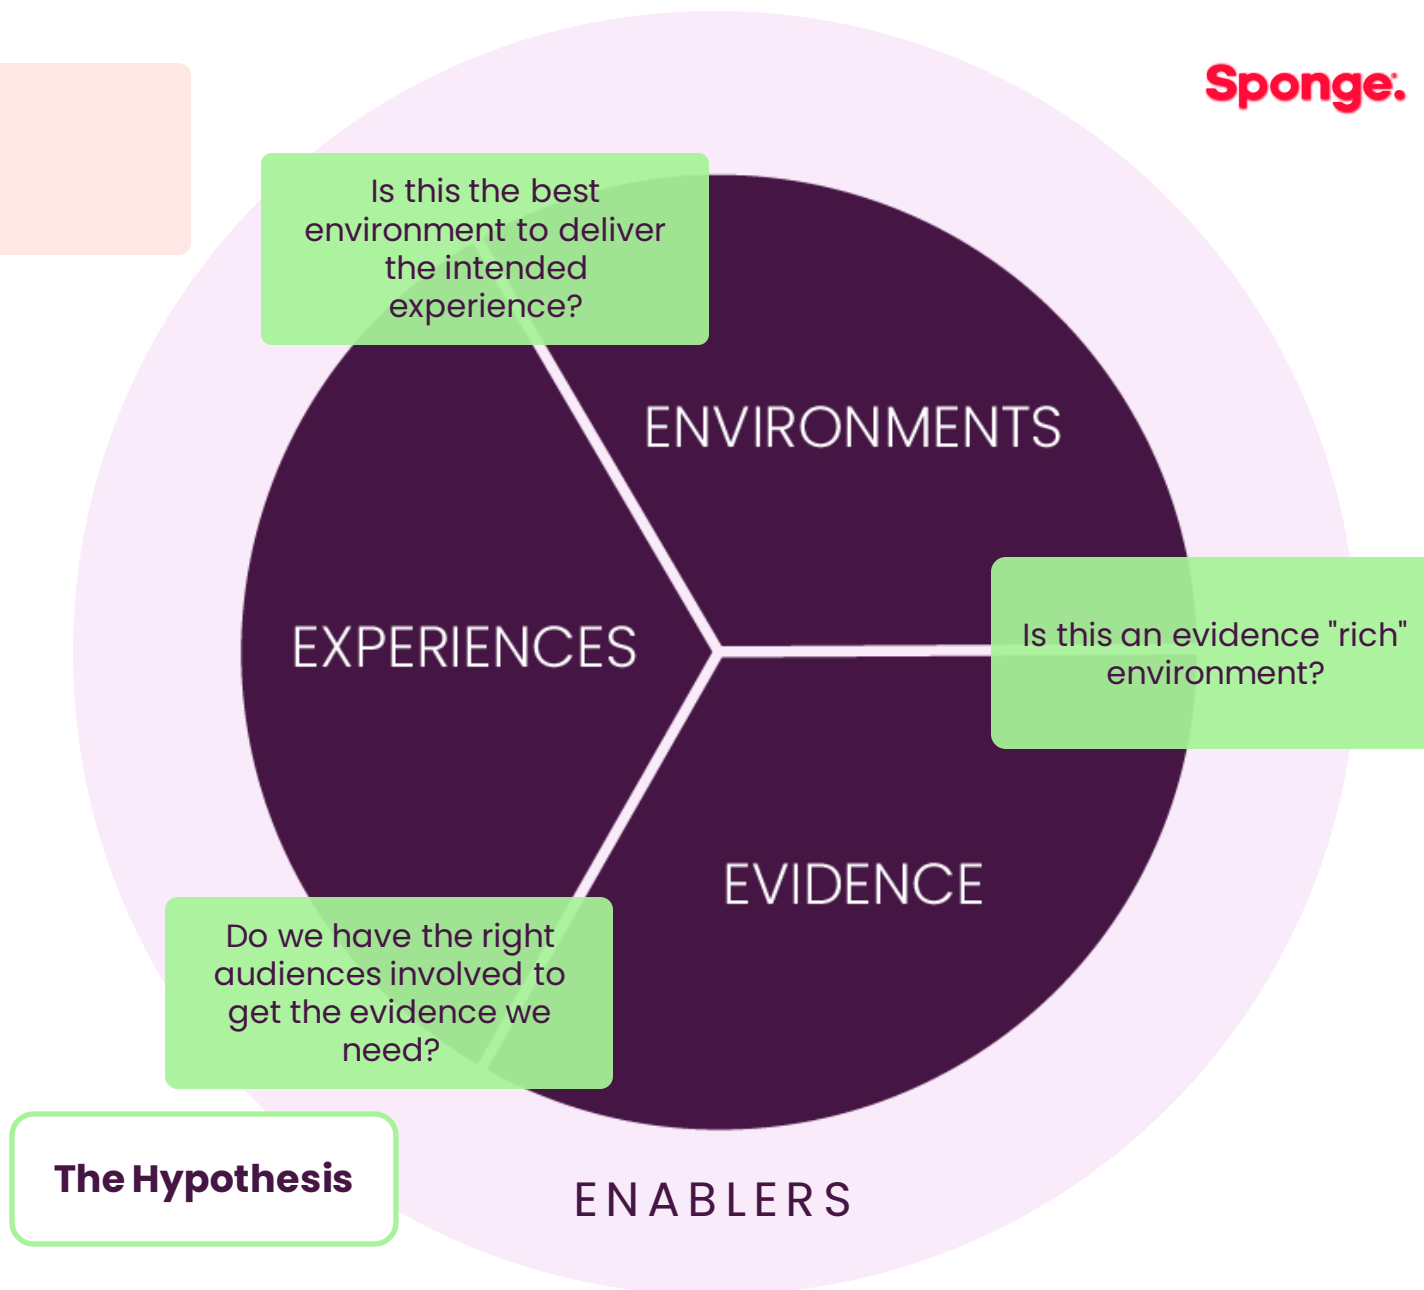 Sponge.
Is this the best
environment to deliver
the intended
experience?
ENVIRONMENTS
EXPERIENCES
Is this an evidence "rich"
environment?
EVIDENCE
Do we have the right
audiences involved to
get the evidence we
need?
The Hypothesis
ENABLERS